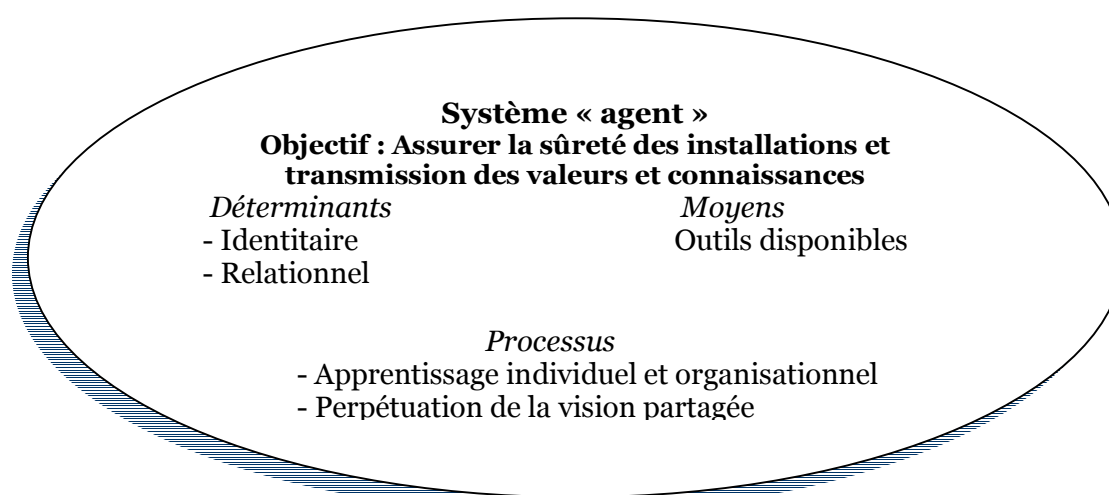 Système « agent »
Objectif : Assurer la sûreté des installations et
transmission des valeurs et connaissances
Déterminants Moyens
- Identitaire Outils disponibles
- Relationnel
Processus
- Apprentissage individuel et organisationnel
- Perpétuation de la vision partagée